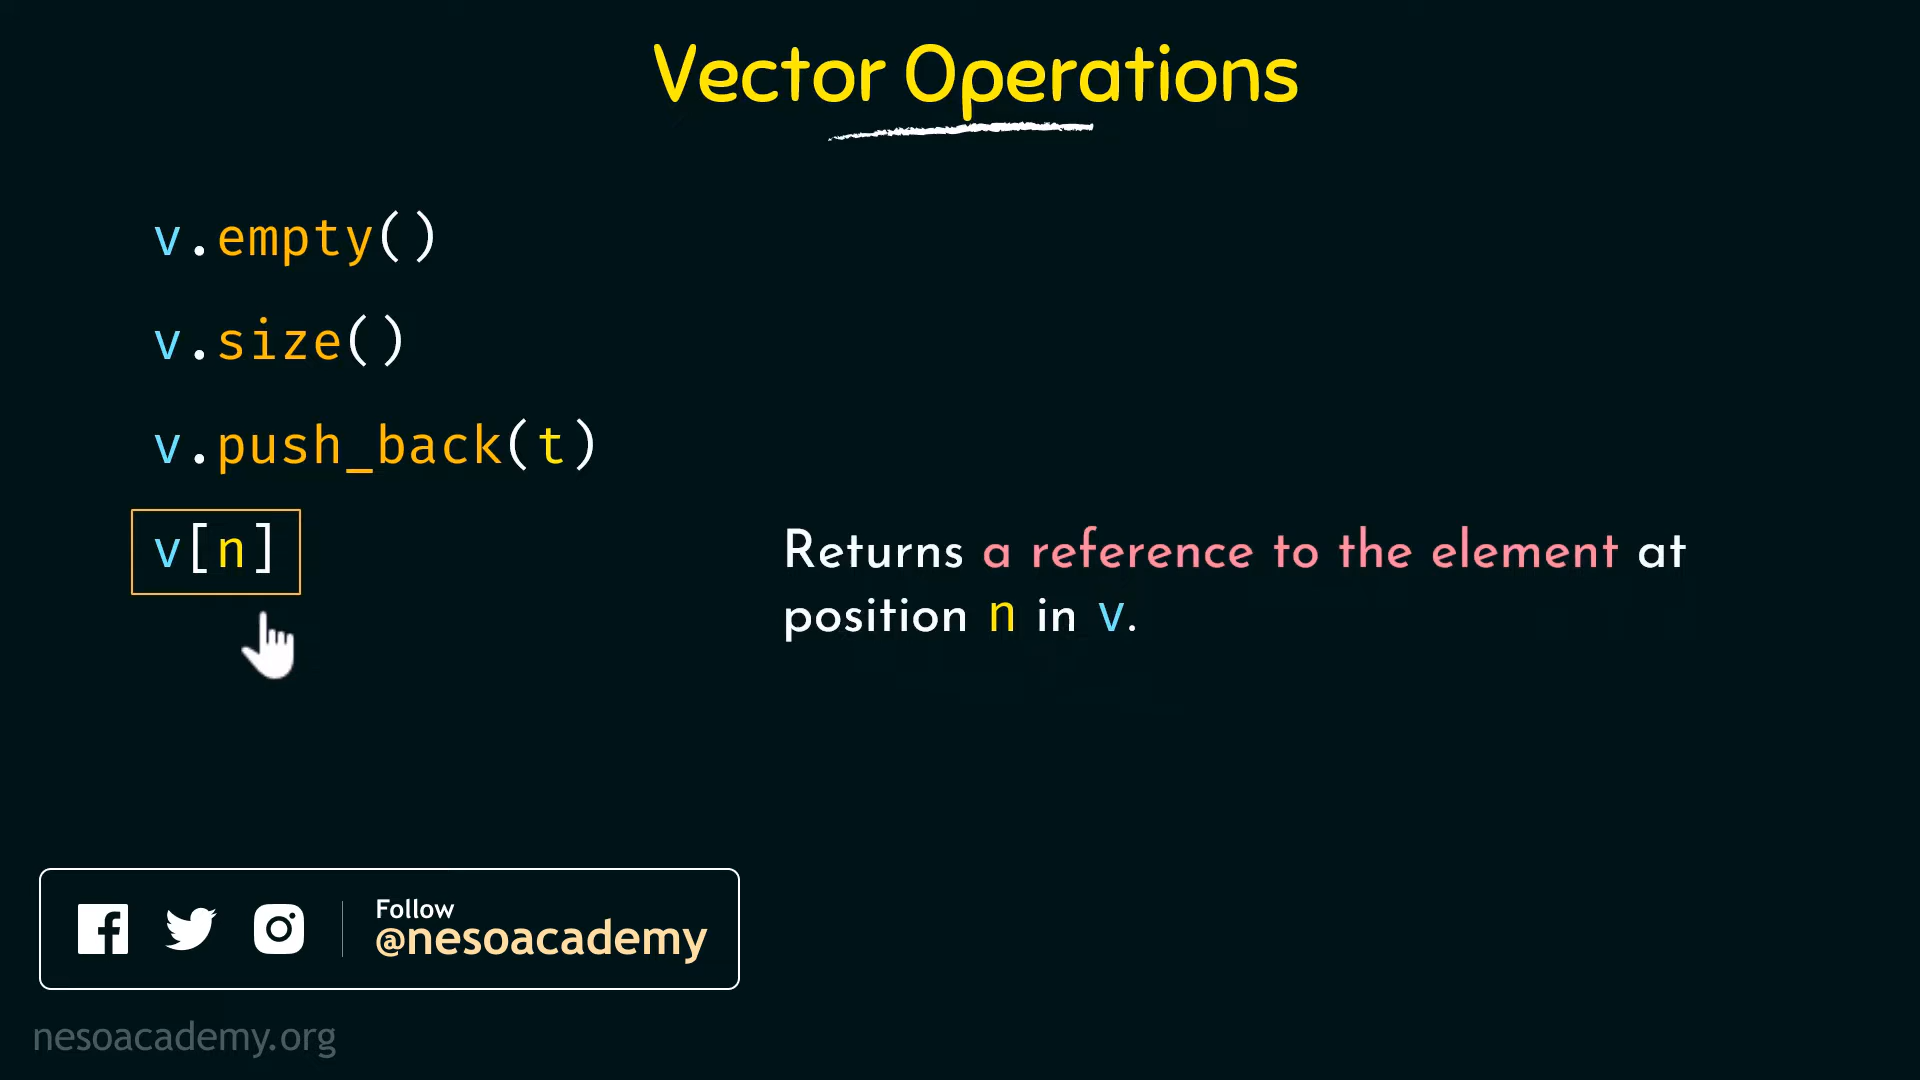 Vector Operations
v.empty()
v.size()
v.push_back(t)
v[n]
Returns a reference to the element at
position n in v.
Follow
@nesoacademy
nesoacademy.org